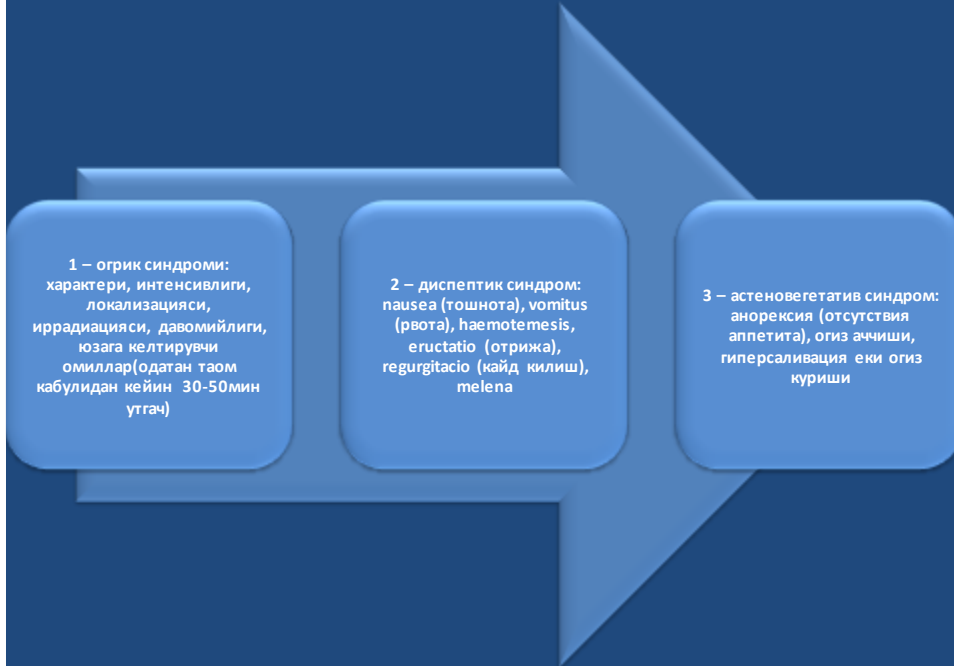 1 – огрик синдроми:
характери, интенсивлиги,
локализацияси,
иррадиацияси, давомийлиги,
юзага келтирувчи
омиллар(одатан таом
кабулидан кейин 30-50мин
утгач)
2 – диспептик синдром:
nausea (тошнота), vomitus
(рвота), haemotemesis,
eructatio (отрижа),
regurgitacio (кайд килиш),
melena
3 – астеновегетатив синдром:
анорексия (отсутствия
аппетита), огиз аччиши,
гиперсаливация еки огиз
куриши